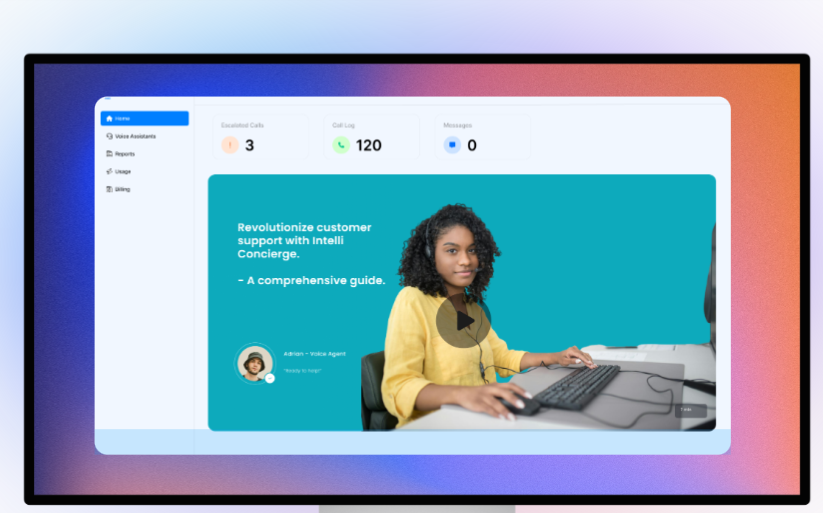 Home
Voice Assistants
Reports
Usage
Billing
Escalated Calls
3
Call Log
120
Messages
0
Revolutionize customer
support with Intelli
Concierge.
- A comprehensive guide.
Adrian - Voice Agent
"Ready to help!"